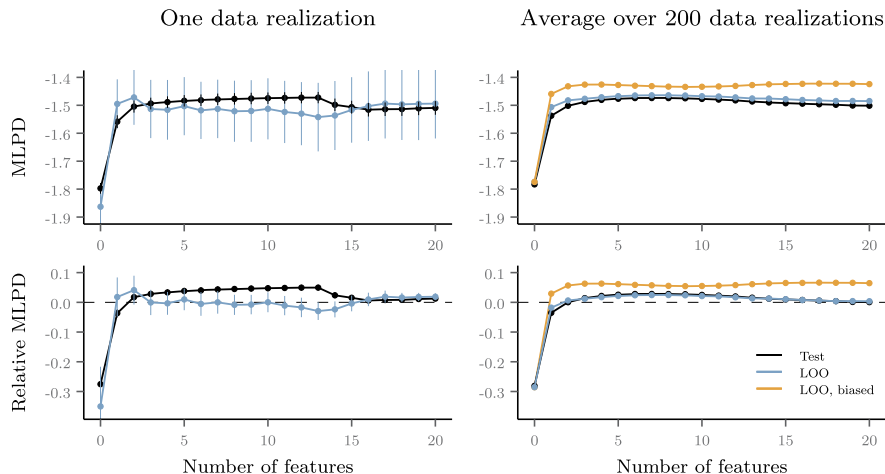 One data realization
Average over 200 data realizations
MLPD
-1.4
-1.5
-1.6
-1.7
-1.8
-1.9
0 5 10 15 20
-1.4
-1.5
-1.6
-1.7
-1.8
-1.9
0 5 10 15 20
Relative MLPD
0.1
0.0
-0.1
-0.2
-0.3
0 5 10 15 20
Number of features
0.1
0.0
-0.1
-0.2
-0.3
Test
LOO
LOO, biased
0 5 10 15 20
Number of features